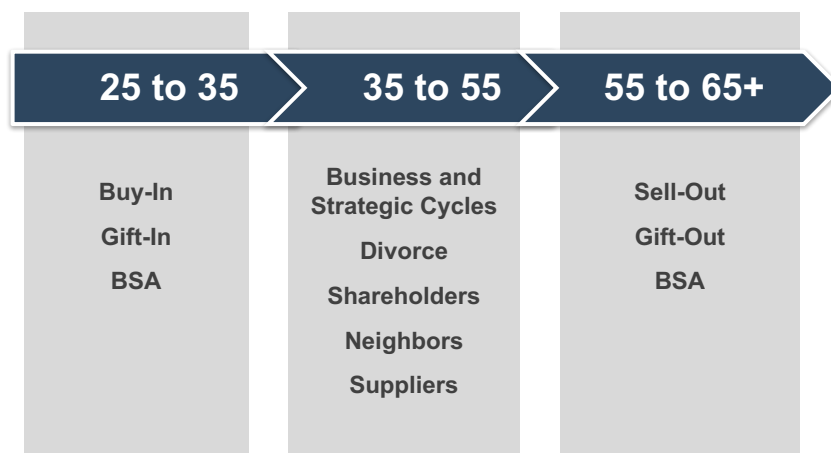 25 to 35
Buy-In
Gift-In
BSA
35 to 55
Business and
Strategic Cycles
Divorce
Shareholders
Neighbors
Suppliers
55 to 65+
Sell-Out
Gift-Out
BSA